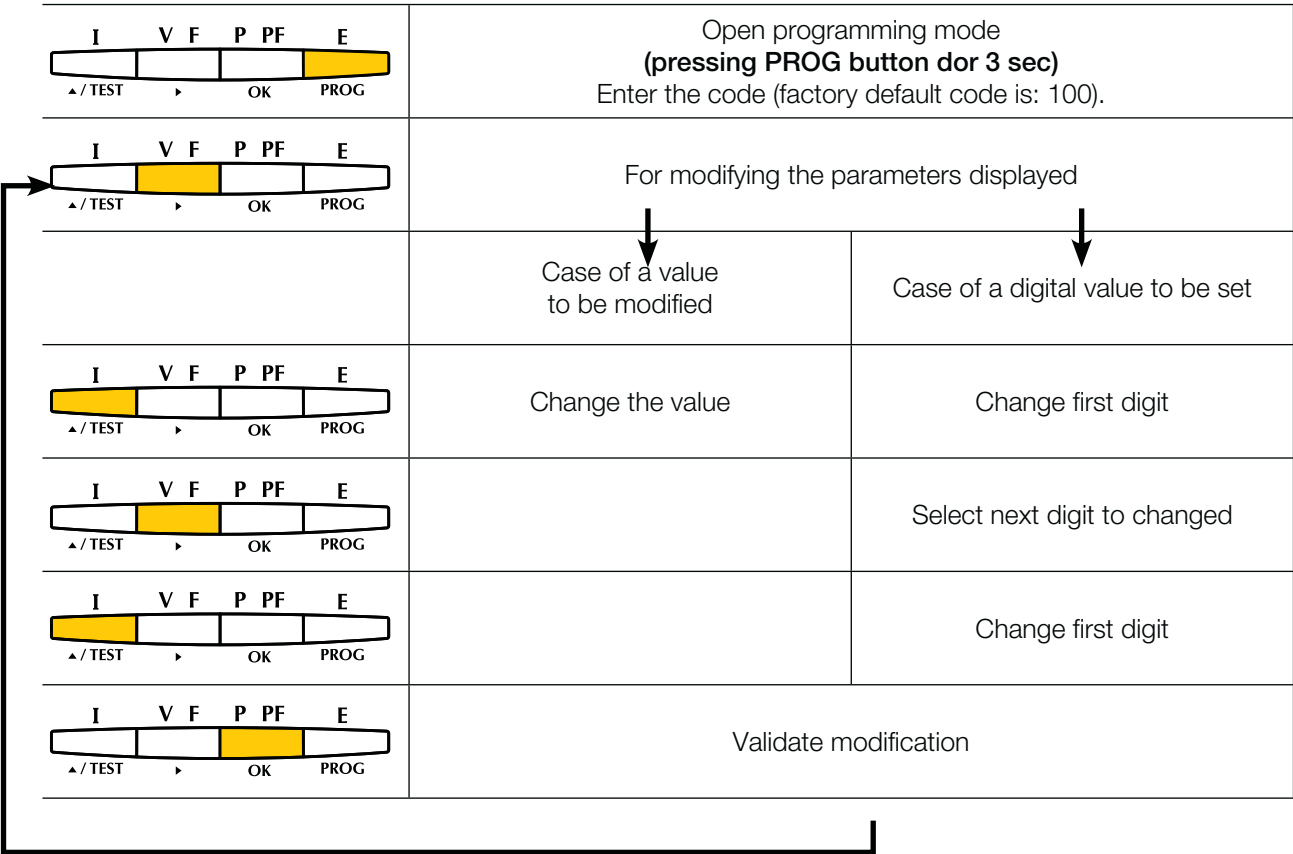 I V F P PF E
▲ / TEST ▶ OK PROG
Open programming mode
(pressing PROG button dor 3 sec)
Enter the code (factory default code is: 100).
I V F P PF E
▲ / TEST ▶ OK PROG
For modifying the parameters displayed
Case of a value
to be modified
Case of a digital value to be set
I V F P PF E
▲ / TEST ▶ OK PROG
Change the value
Change first digit
I V F P PF E
▲ / TEST ▶ OK PROG
Select next digit to changed
I V F P PF E
▲ / TEST ▶ OK PROG
Change first digit
I V F P PF E
▲ / TEST ▶ OK PROG
Validate modification